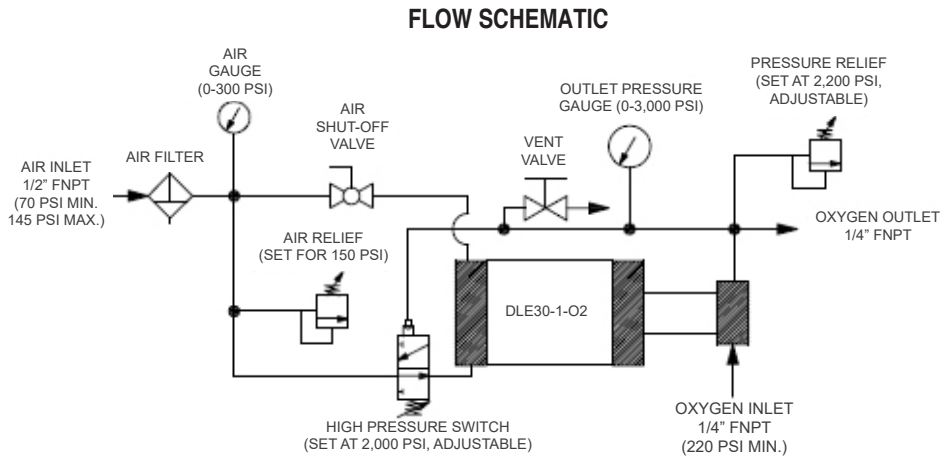 FLOW SCHEMATIC
AIR
GAUGE
(0-300 PSI)
AIR
SHUT-OFF
VALVE
OUTLET PRESSURE
GAUGE (0-3,000 PSI)
PRESSURE RELIEF
(SET AT 2,200 PSI,
ADJUSTABLE)
VENT
VALVE
AIR INLET
1/2” FNPT
(70 PSI MIN.
145 PSI MAX.)
AIR FILTER
OXYGEN OUTLET
1/4” FNPT
AIR RELIEF
(SET FOR 150 PSI)
DLE30-1-O2
HIGH PRESSURE SWITCH
(SET AT 2,000 PSI, ADJUSTABLE)
OXYGEN INLET
1/4” FNPT
(220 PSI MIN.)